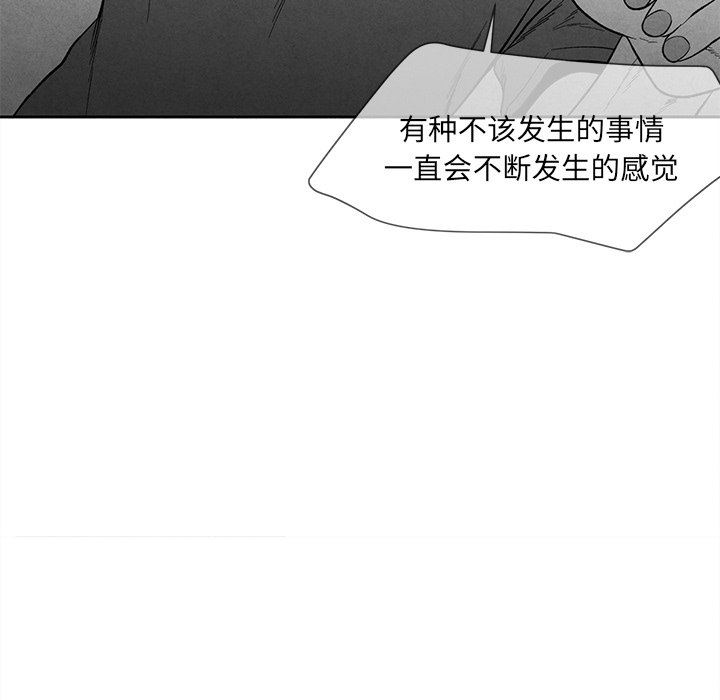 有种不该发生的事情
一直会不断发生的感觉